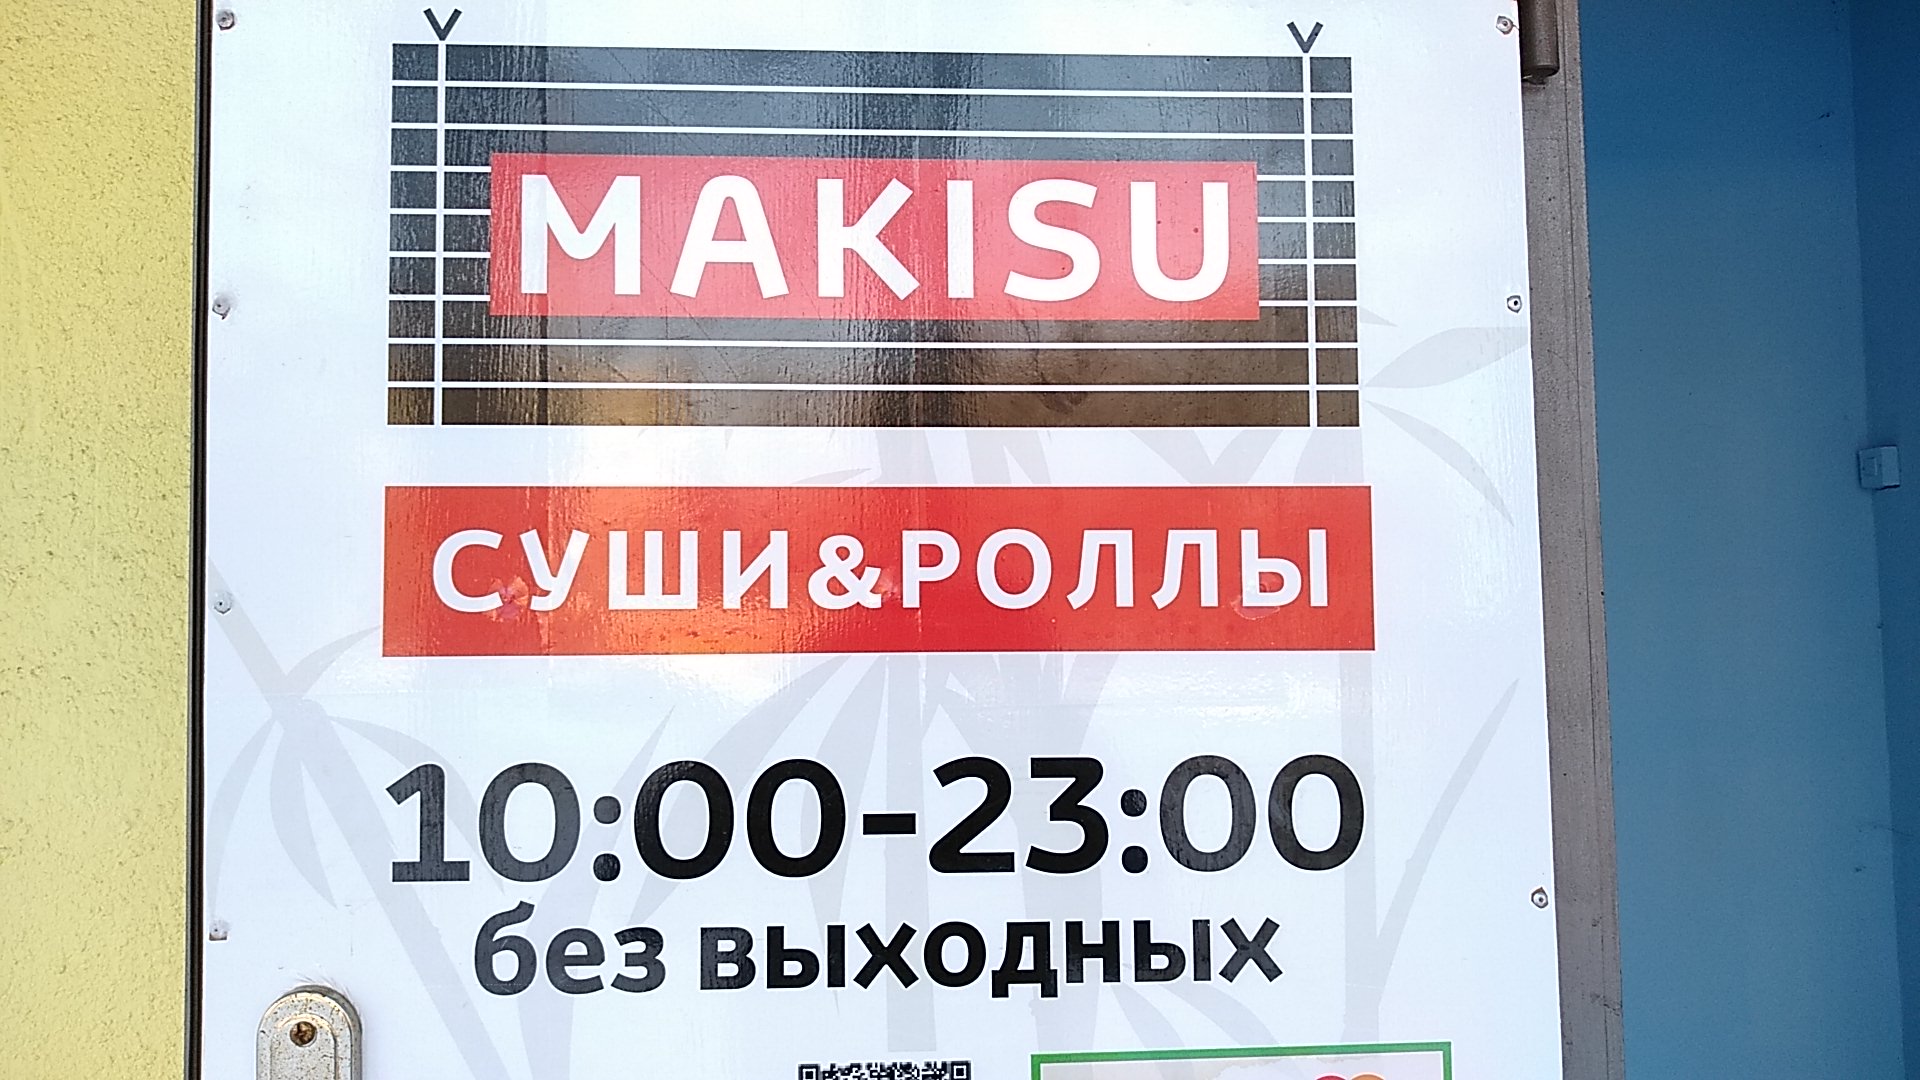 MAKISU
СУШИ&РОЛЛЫ
10:00-23:00
без выходных